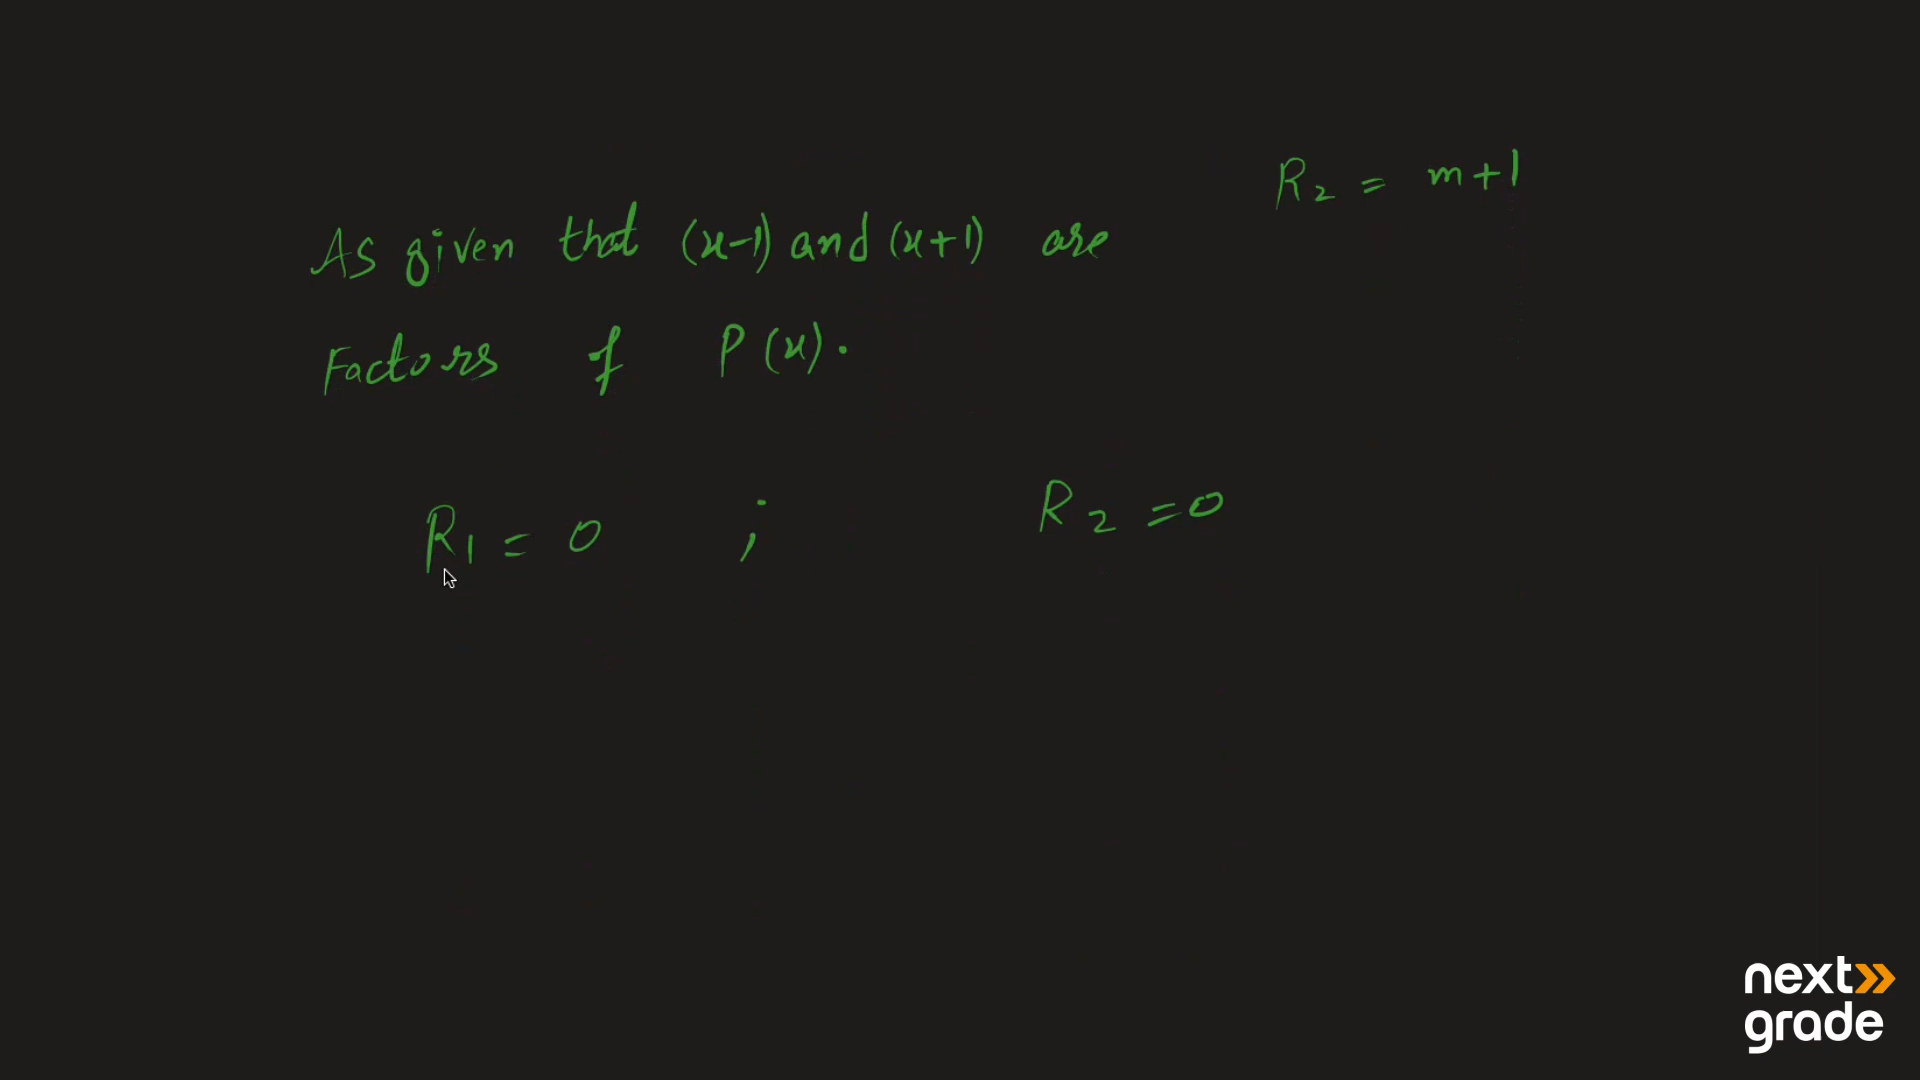 R₂ = m+1
As given that (x-1) and (x+1) are
Factors of P(x).
R₁ = 0 ; R₂ = 0
next
grade